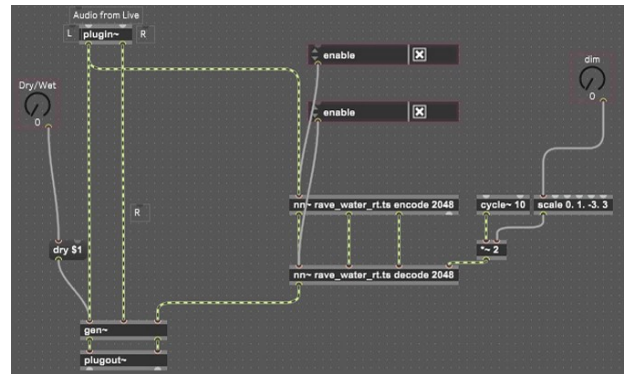 Audio from Live
L plugin~ R
enable
dim
0
Dry/Wet
0
enable
nn~ rave_water_rt.ts encode 2048
cycle~ 10
scale 0. 1. -3. 3
R
dry $1
*~ 2
nn~ rave_water_rt.ts decode 2048
gen~
plugout~